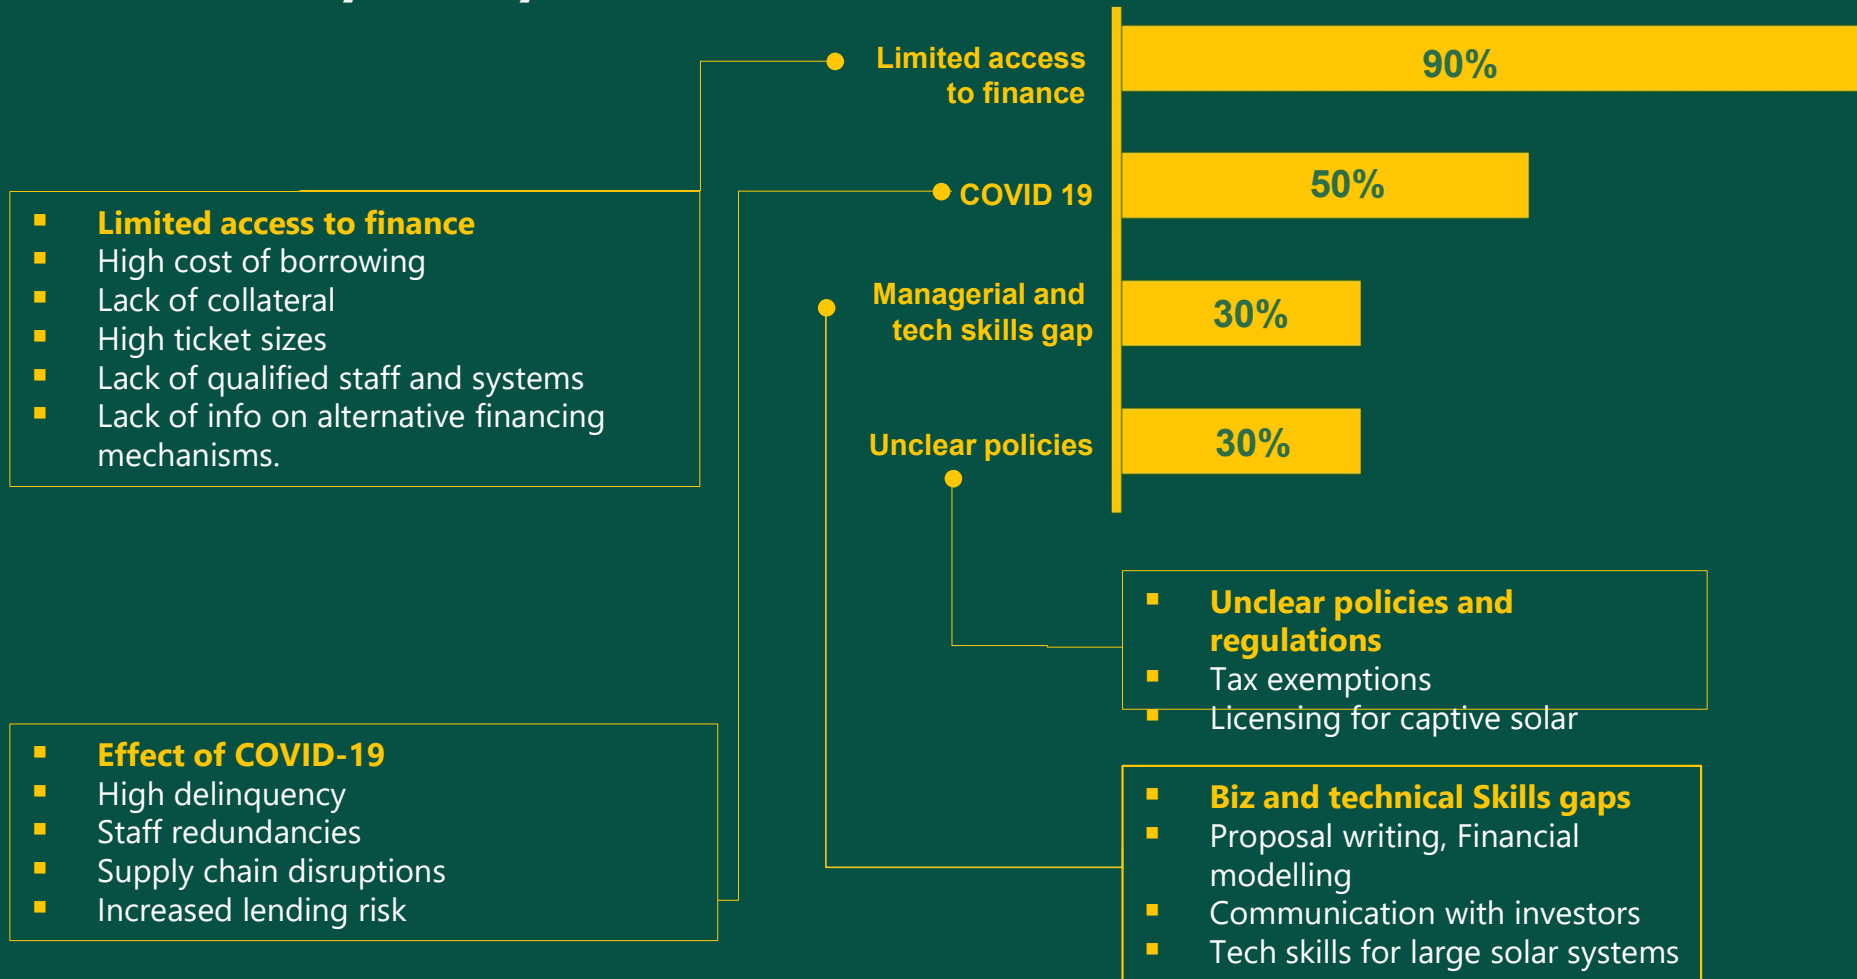 Limited access
to finance
90%
COVID 19
50%
Managerial and
tech skills gap
30%
Unclear policies
30%
▪ Limited access to finance
▪ High cost of borrowing
▪ Lack of collateral
▪ High ticket sizes
▪ Lack of qualified staff and systems
▪ Lack of info on alternative financing
mechanisms.
▪ Unclear policies and
regulations
▪ Tax exemptions
▪ Licensing for captive solar
▪ Effect of COVID-19
▪ High delinquency
▪ Staff redundancies
▪ Supply chain disruptions
▪ Increased lending risk
▪ Biz and technical Skills gaps
▪ Proposal writing, Financial
modelling
▪ Communication with investors
▪ Tech skills for large solar systems